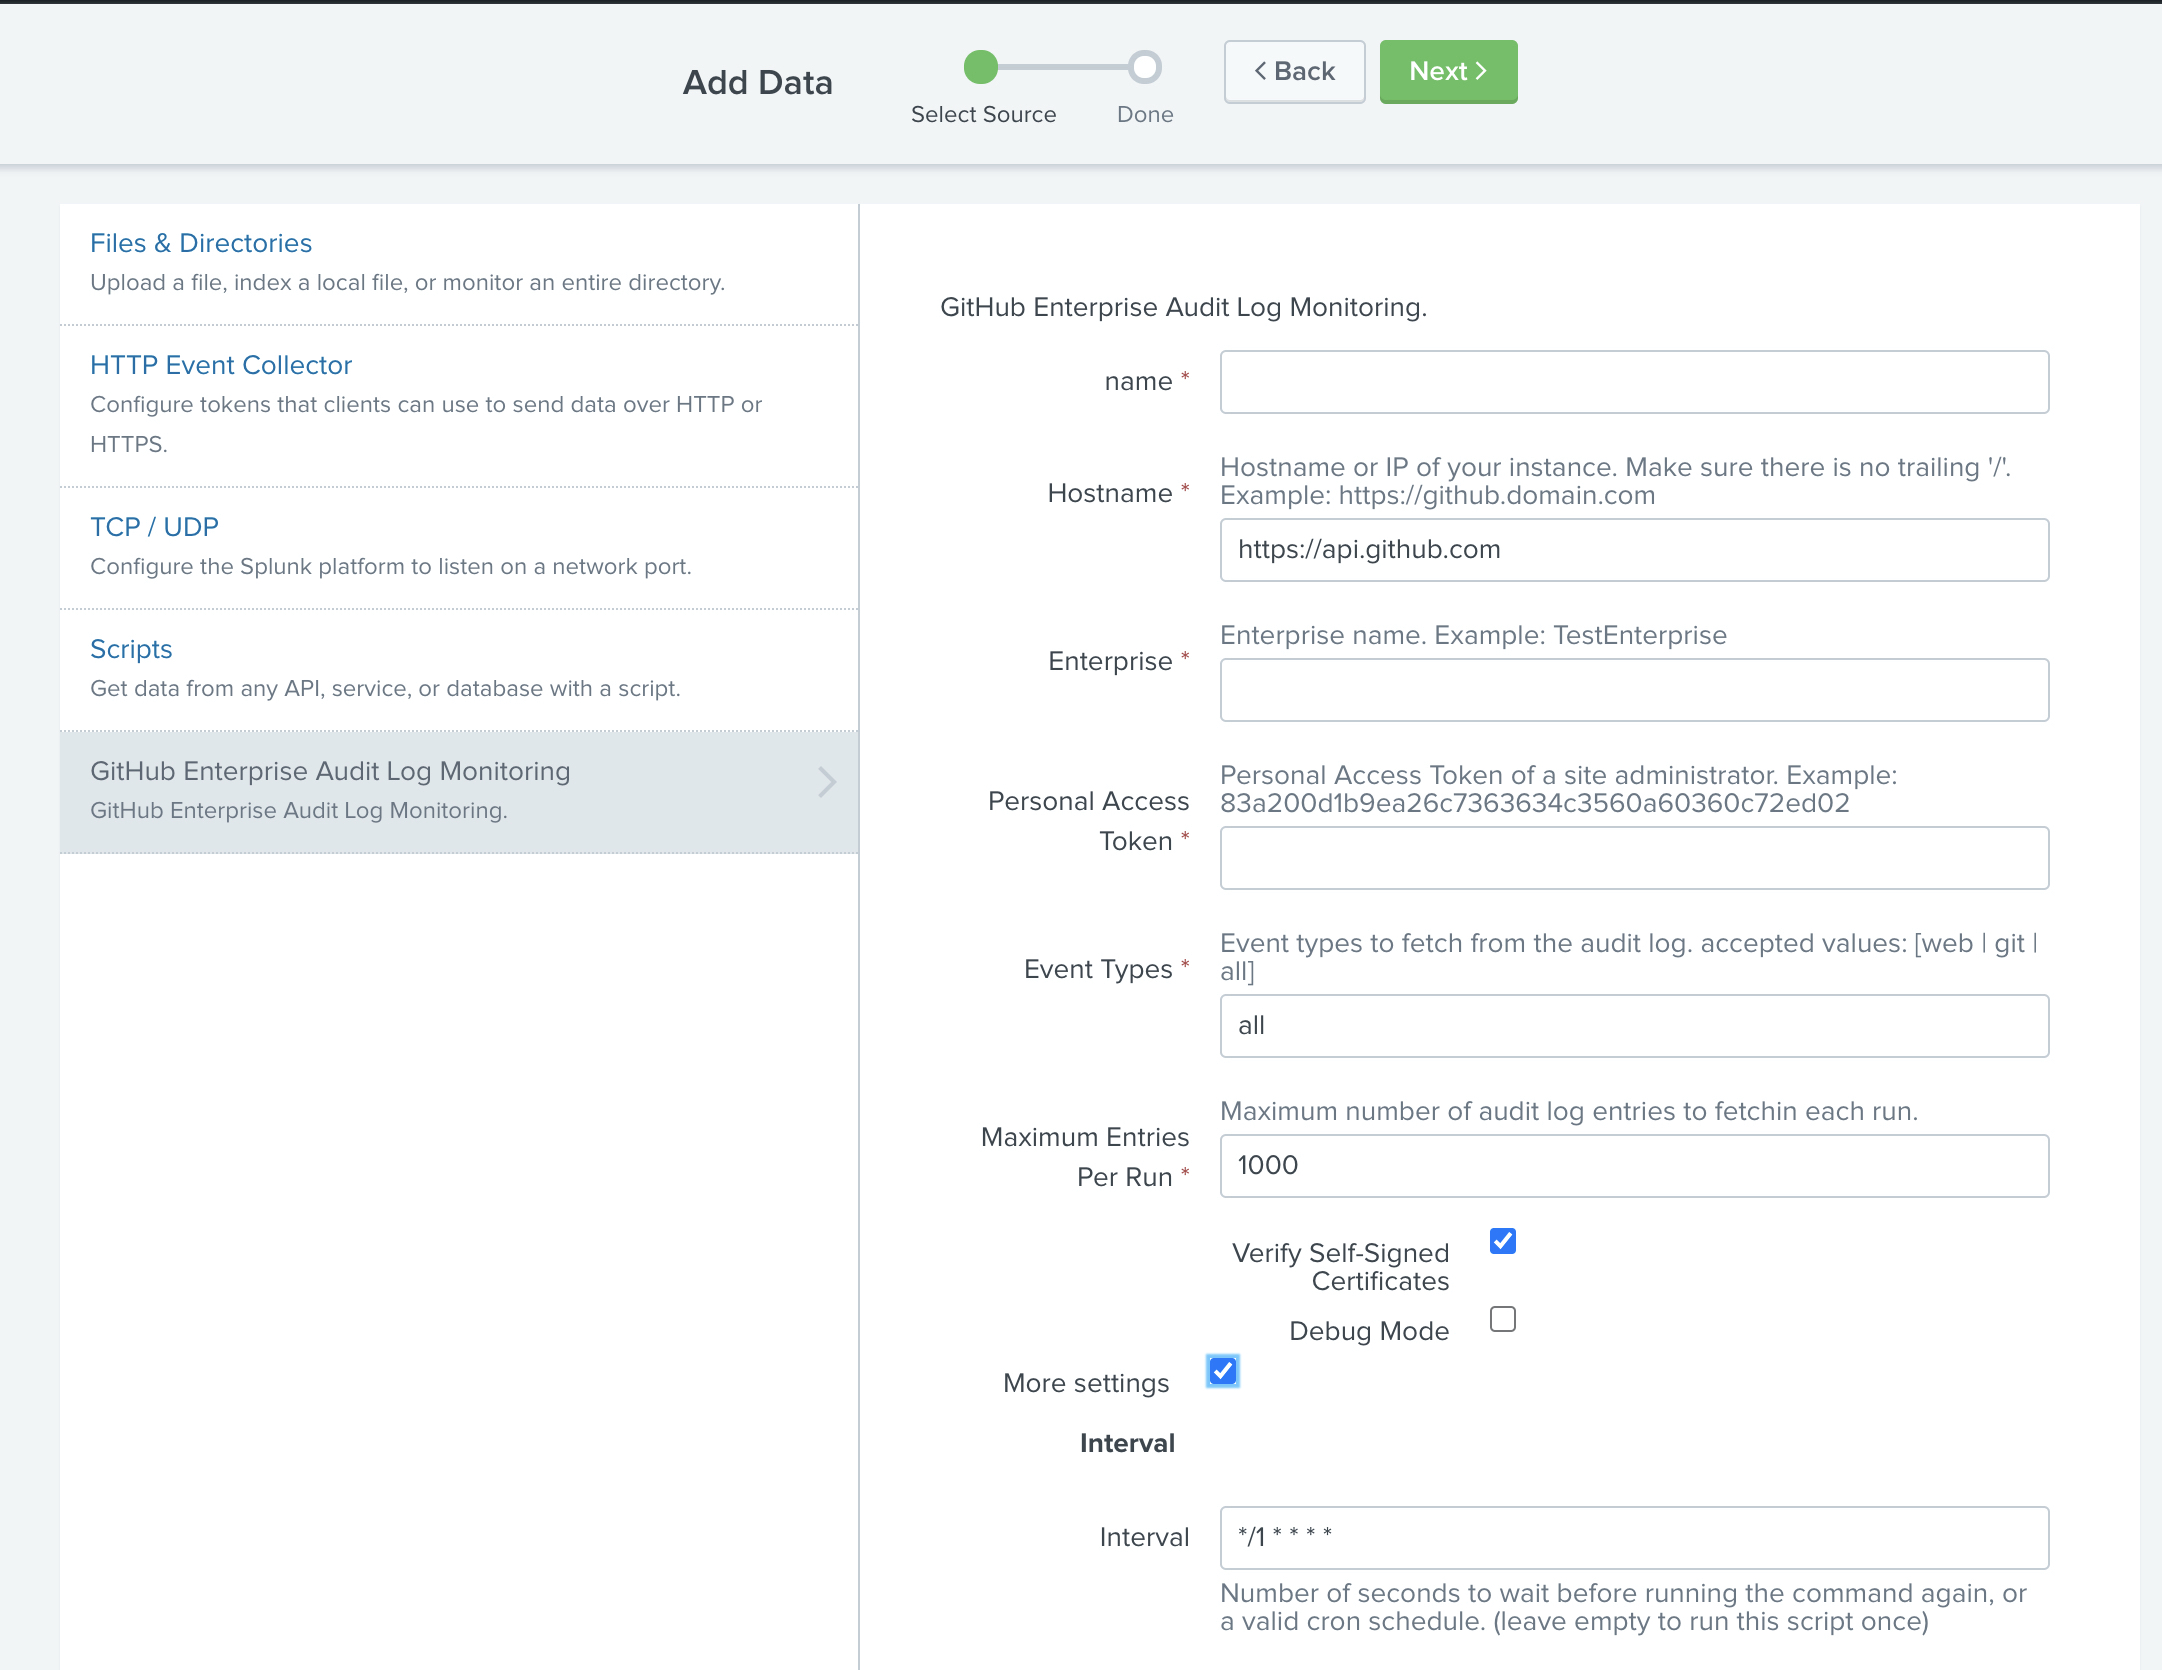 Add Data
Select Source
Done
Back
Next
Files & Directories
Upload a file, index a local file, or monitor an entire directory.
HTTP Event Collector
Configure tokens that clients can use to send data over HTTP or
HTTPS.
TCP / UDP
Configure the Splunk platform to listen on a network port.
Scripts
Get data from any API, service, or database with a script.
GitHub Enterprise Audit Log Monitoring
GitHub Enterprise Audit Log Monitoring.
GitHub Enterprise Audit Log Monitoring.
name *
Hostname *
Hostname or IP of your instance. Make sure there is no trailing '/'.
Example: https://github.domain.com
https://api.github.com
Enterprise *
Enterprise name. Example: TestEnterprise
Personal Access
Token *
Personal Access Token of a site administrator. Example:
83a200d1b9ea26c7363634c3560a60360c72ed02
Event Types *
Event types to fetch from the audit log. accepted values: [web | git |
all]
all
Maximum Entries
Per Run *
Maximum number of audit log entries to fetchin each run.
1000
Verify Self-Signed
Certificates
Debug Mode
More settings
Interval
Interval
*/1 * * * *
Number of seconds to wait before running the command again, or
a valid cron schedule. (leave empty to run this script once)